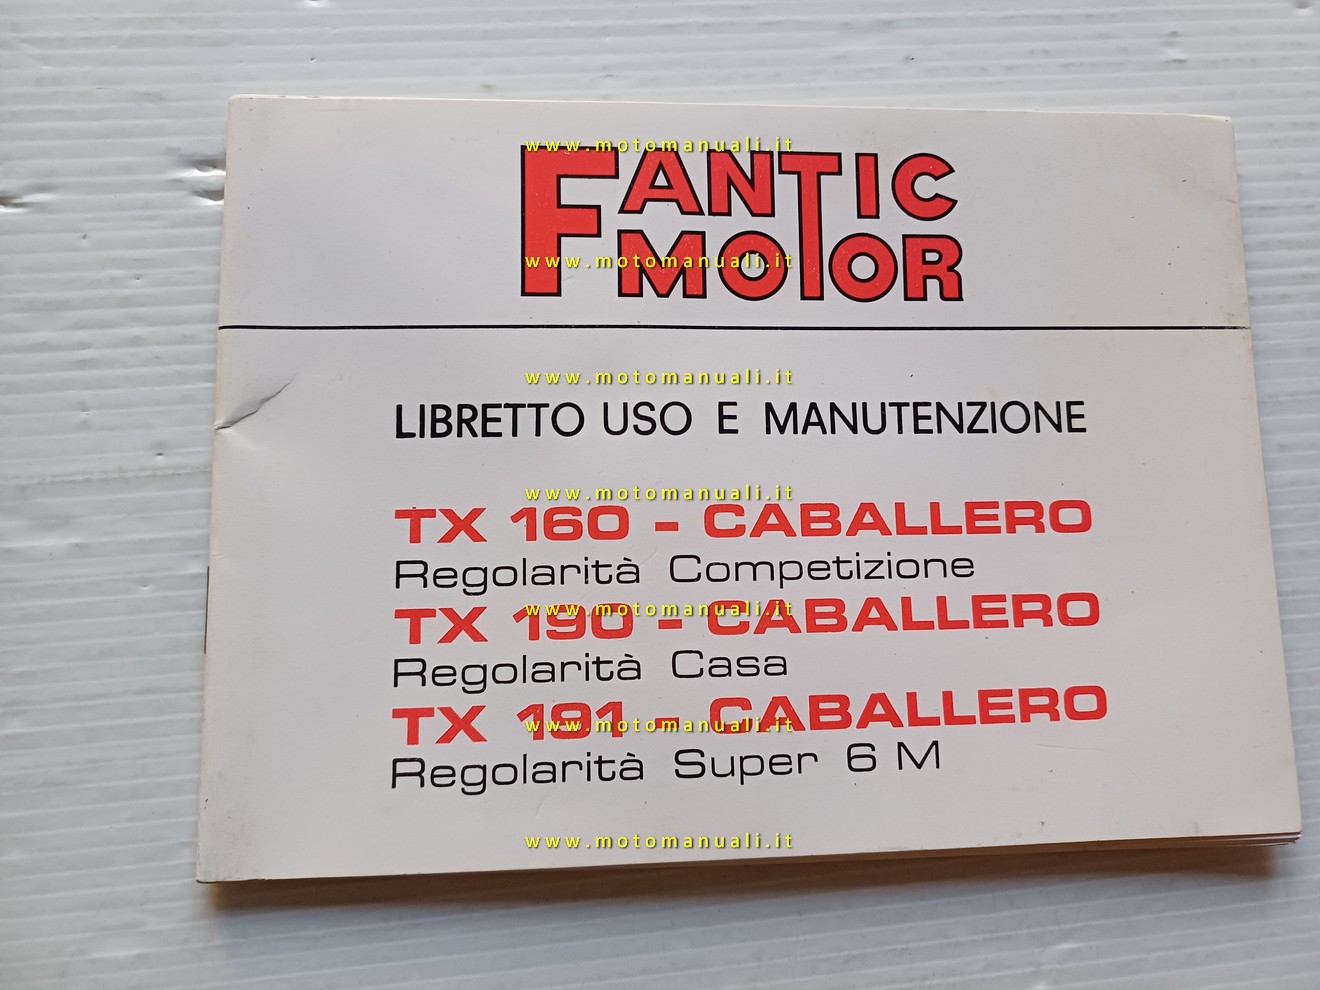 www.motomanuali.it
FANTIC
MOTOR
www.motomanuali.it
www.motomanuali.it
LIBRETTO USO E MANUTENZIONE
www.motomanuali.it
TX 160 - CABALLERO
Regolarità Competizione
www.motomanuali.it
TX 190 - CABALLERO
Regolarità Casa
www.motomanuali.it
TX 191 - CABALLERO
Regolarità Super 6 M
www.motomanuali.it